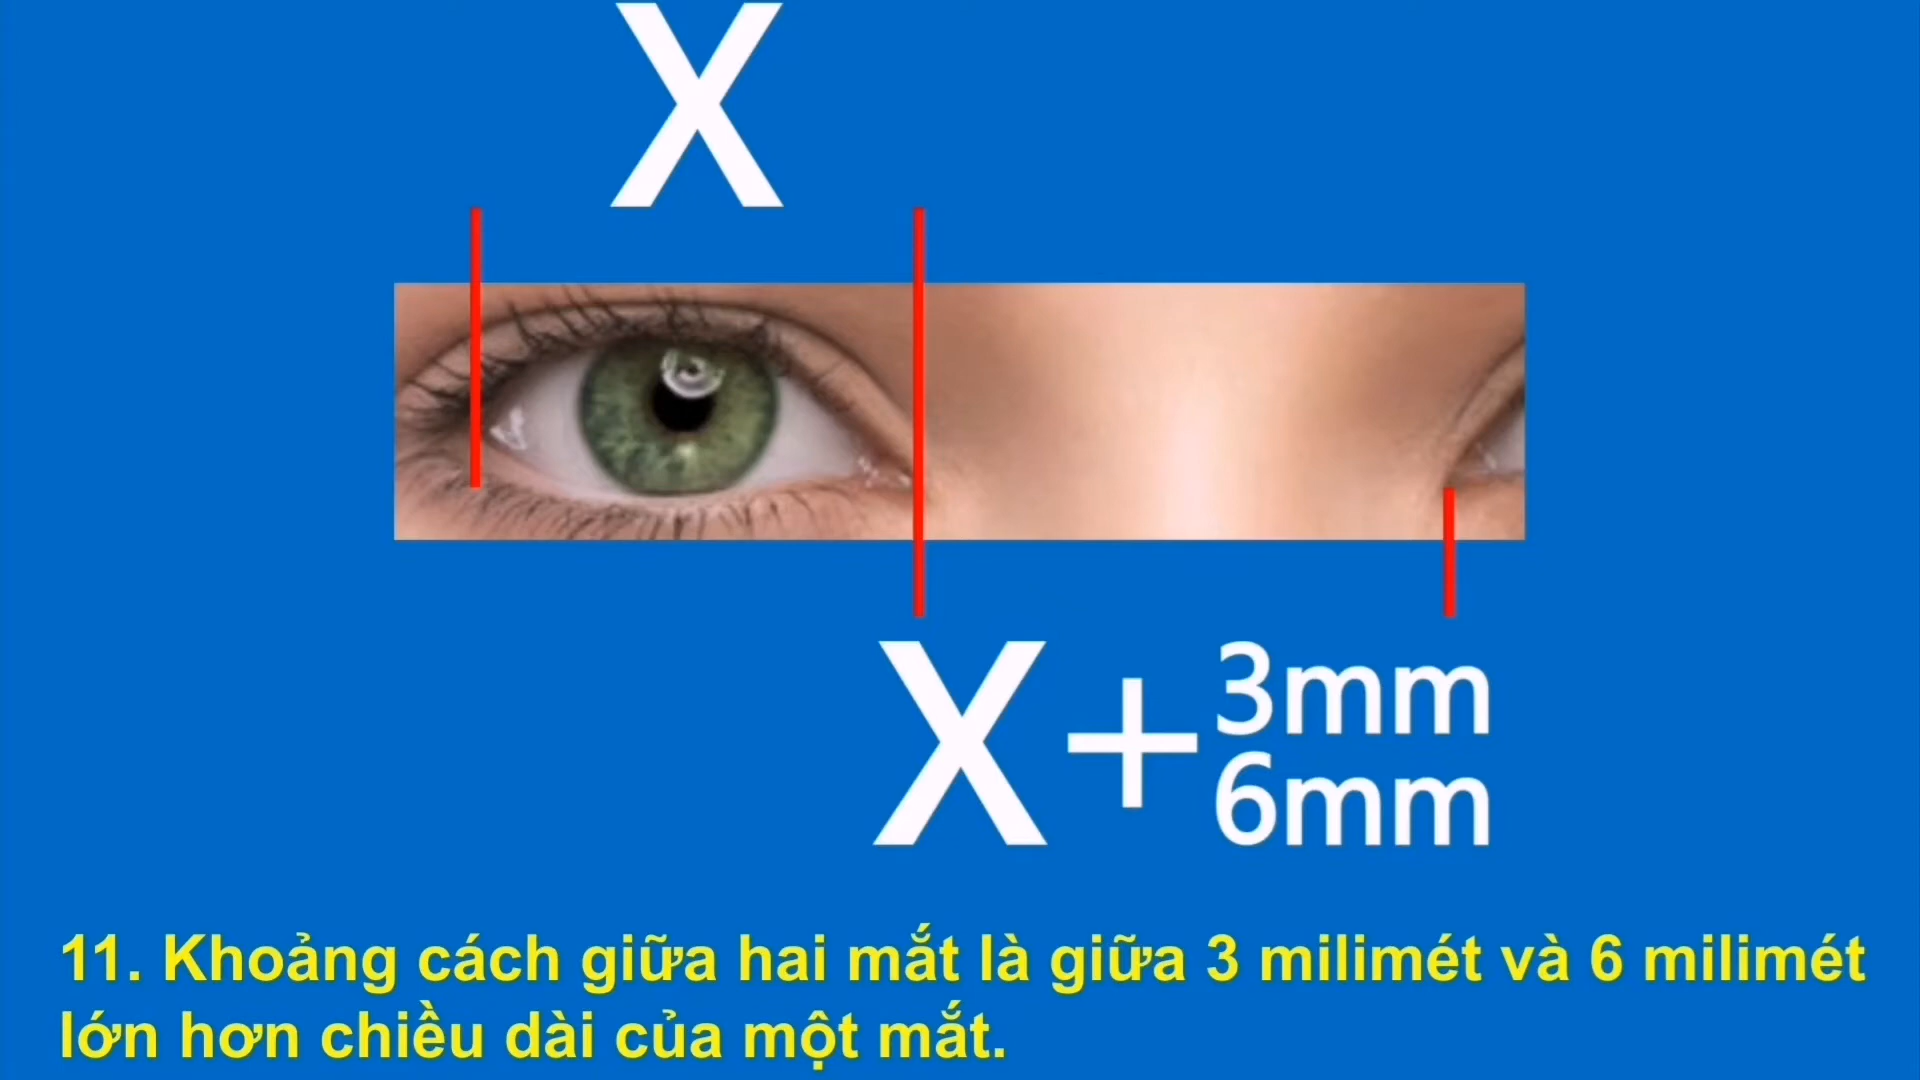 X
X+3mm
6mm
11. Khoảng cách giữa hai mắt là giữa 3 milimét và 6 milimét
lớn hơn chiều dài của một mắt.